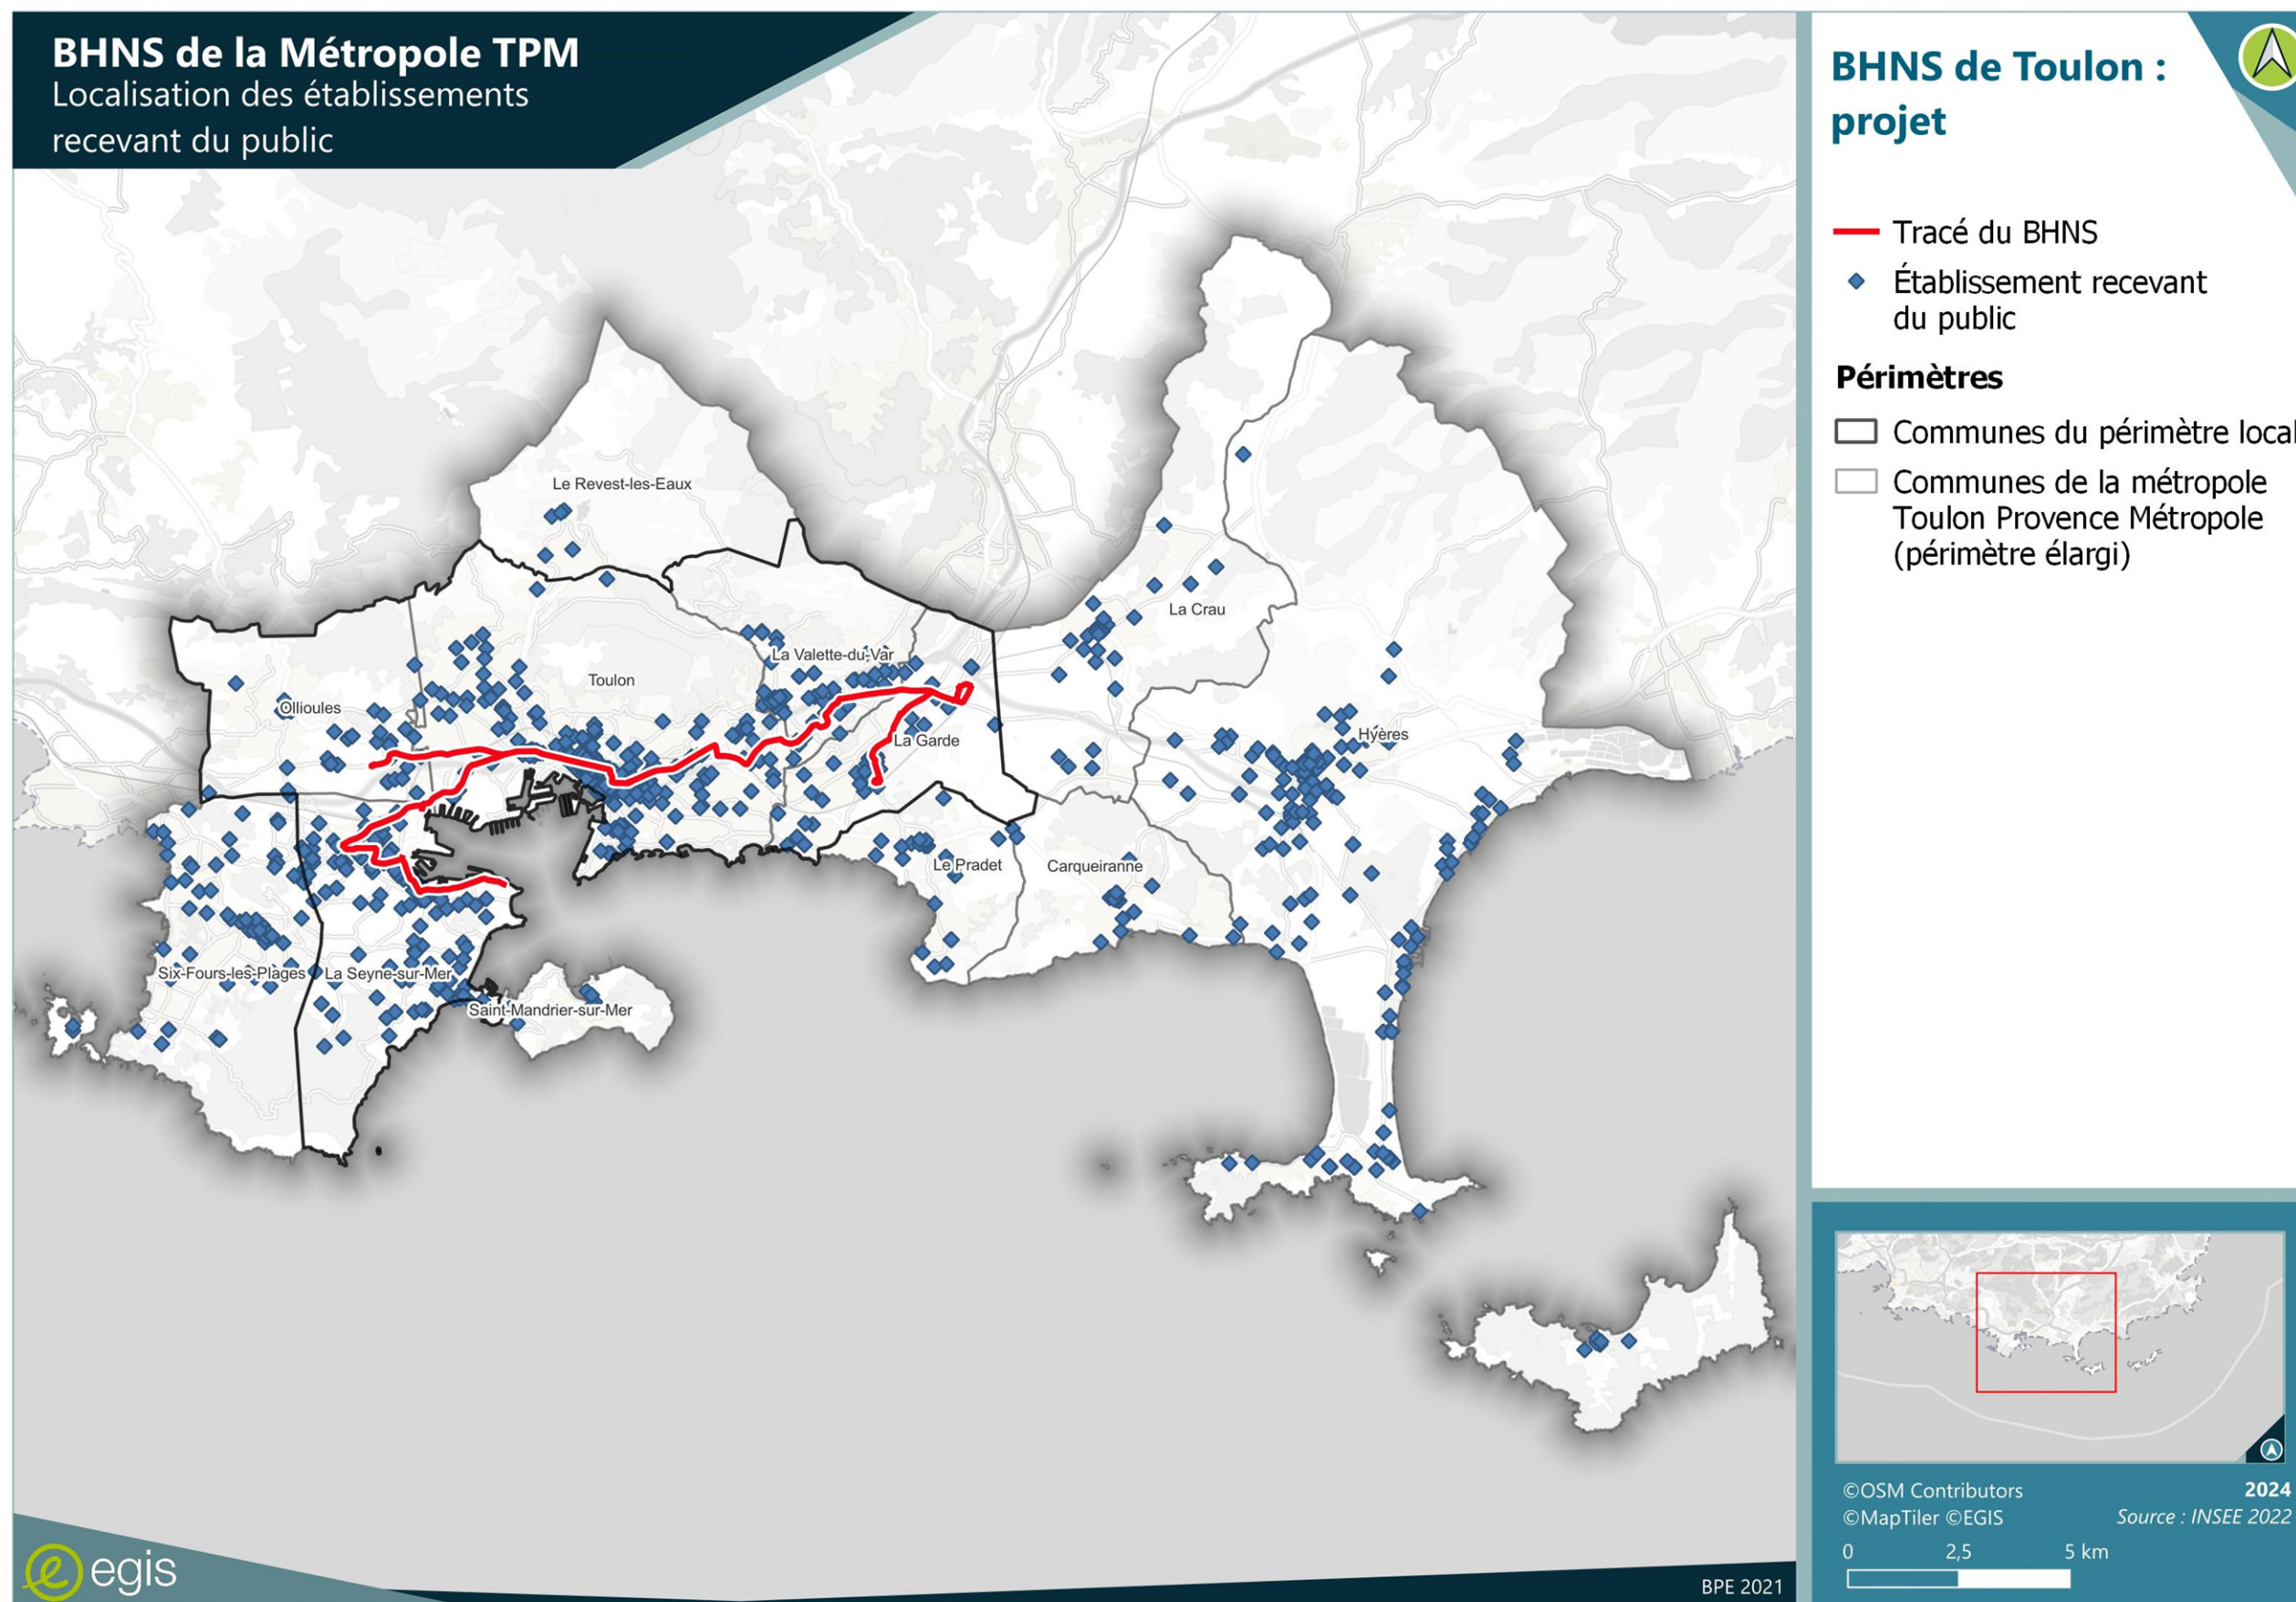 BHNS de la Métropole TPM
Localisation des établissements
recevant du public
BHNS de Toulon :
projet
Tracé du BHNS
Établissement recevant
du public
Périmètres
Communes du périmètre local
Communes de la métropole
Toulon Provence Métropole
(périmètre élargi)
Le Revest-les-Eaux
La Crau
La Valette-du-Var
Toulon
Ollioules
Hyères
La Garde
Le Pradet
Carqueiranne
Six-Fours-les-Plages
La Seyne-sur-Mer
Saint-Mandrier-sur-Mer
©OSM Contributors
2024
©MapTiler ©EGIS
Source : INSEE 2022
0 2,5 5 km
egis
BPE 2021